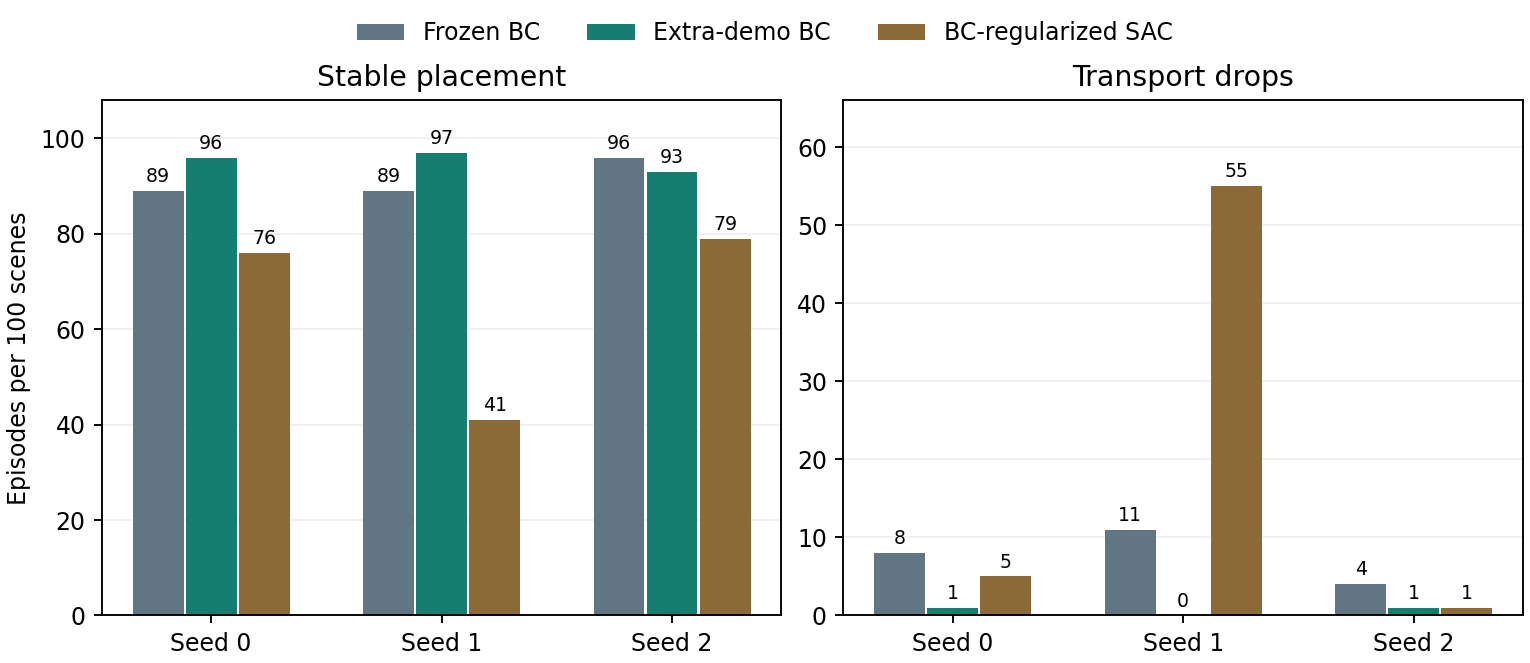 Frozen BC Extra-demo BC BC-regularized SAC
Stable placement
Episodes per 100 scenes
100
80
60
40
20
0
89 96 76
89 97 41
96 93 79
Seed 0 Seed 1 Seed 2
Transport drops
60
50
40
30
20
10
0
8 1 5
11 0 55
4 1 1
Seed 0 Seed 1 Seed 2